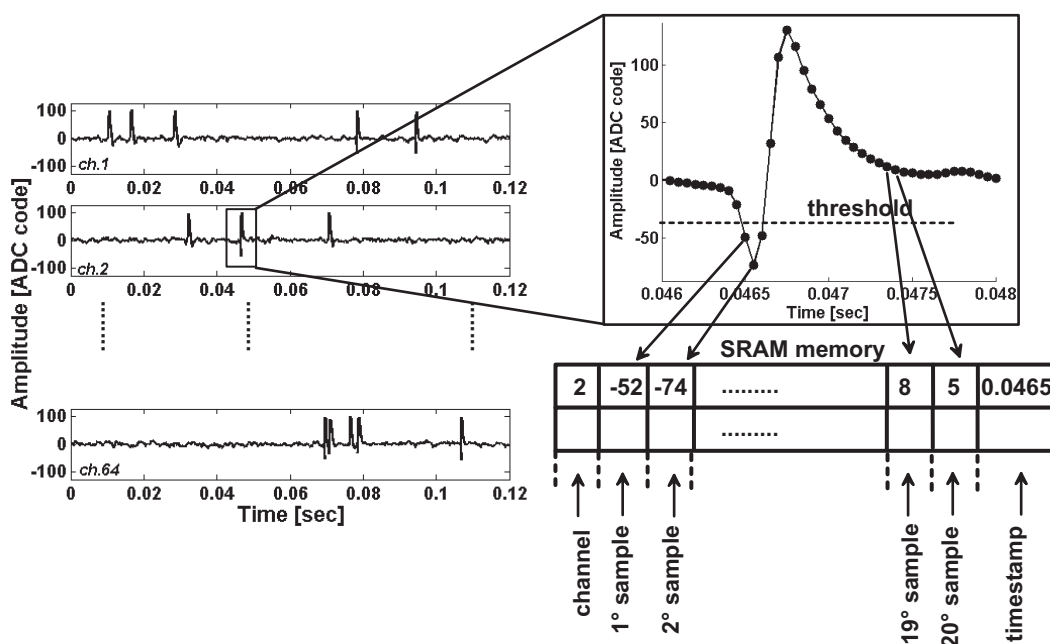 Amplitude [ADC code]
100
0
-100
ch.1
0 0.02 0.04 0.06 0.08 0.1 0.12
100
0
-100
ch.2
0 0.02 0.04 0.06 0.08 0.1 0.12
100
0
-100
ch.64
0 0.02 0.04 0.06 0.08 0.1 0.12
Time [sec]
Amplitude [ADC code]
100
50
0
-50
threshold
0.046 0.0465 0.047 0.0475 0.048
Time [sec]
SRAM memory
2 -52 -74 ......... 8 5 0.0465
.........
channel
1° sample
2° sample
19° sample
20° sample
timestamp